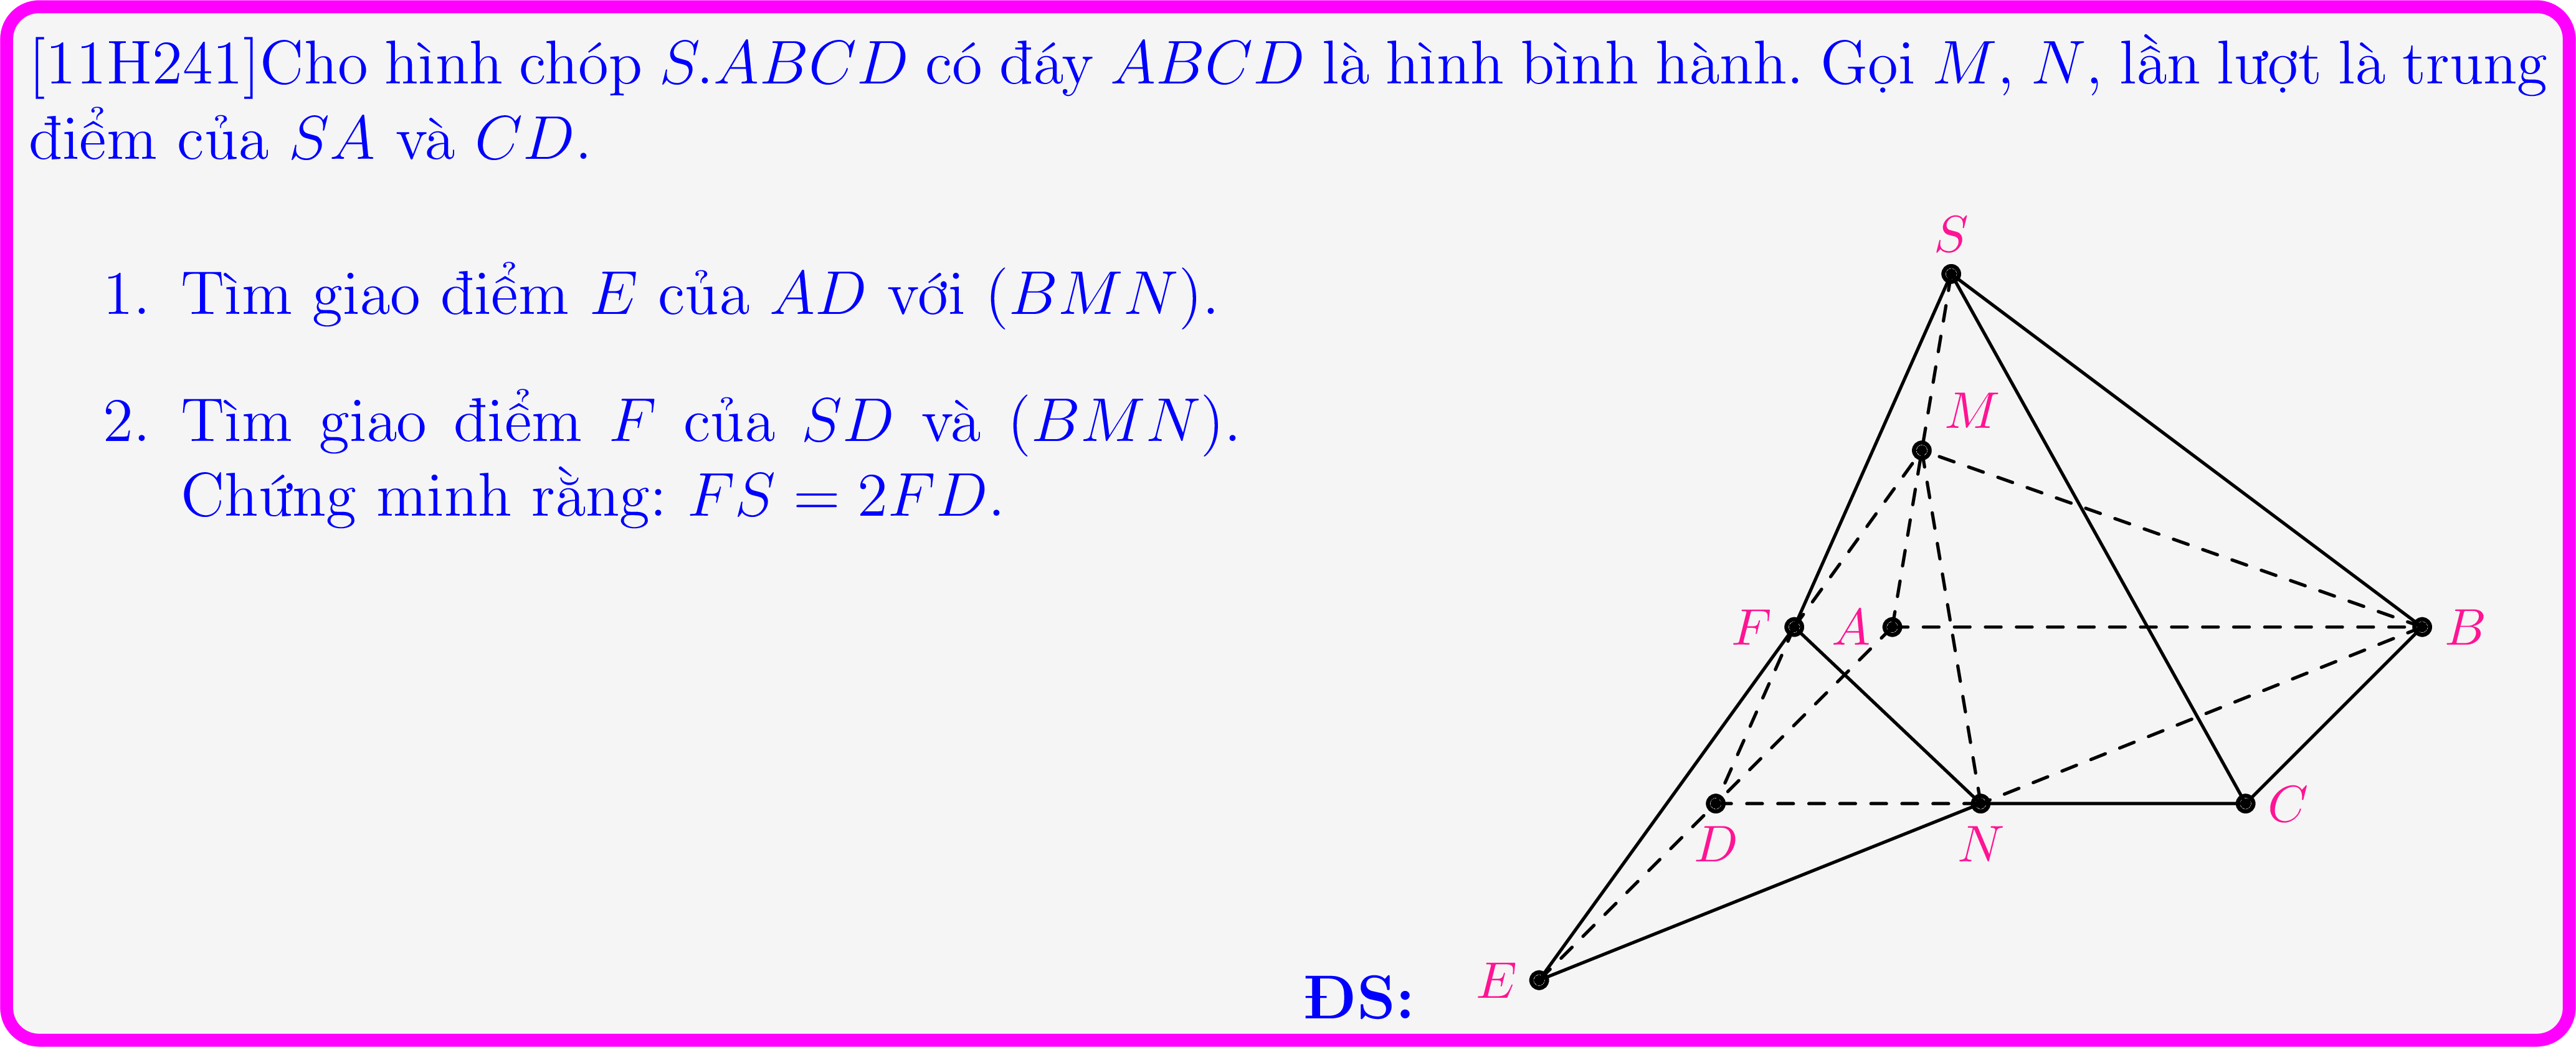 [11H241]Cho hình chóp S.ABCD có đáy ABCD là hình bình hành. Gọi M, N, lần lượt là trung
điểm của SA và CD.
1. Tìm giao điểm E của AD với (BMN).
2. Tìm giao điểm F của SD và (BMN).
Chứng minh rằng: FS = 2FD.
S
M
F
A
B
D
N
C
E
ĐS: